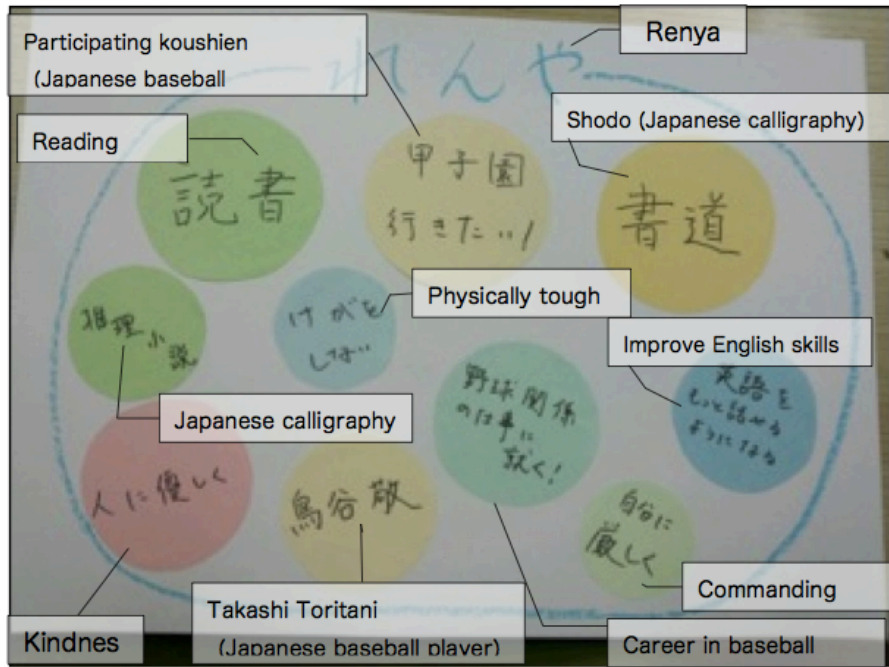 Participating koushien
(Japanese baseball
Renya
れんや
Reading
Shodo (Japanese calligraphy)
読書
甲子園
行きたい!
書道
推理小説
けがを
しない
Physically tough
Improve English skills
野球関係
の仕事に
就く!
英語を
もっと話せる
ようになる
Japanese calligraphy
人に優しく
鳥谷敬
自分に
厳しく
Commanding
Takashi Toritani
(Japanese baseball player)
Kindnes
Career in baseball